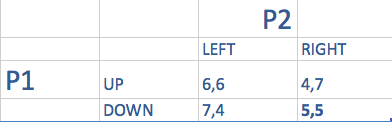 P2
LEFT RIGHT
P1 UP 6,6 4,7
DOWN 7,4 5,5